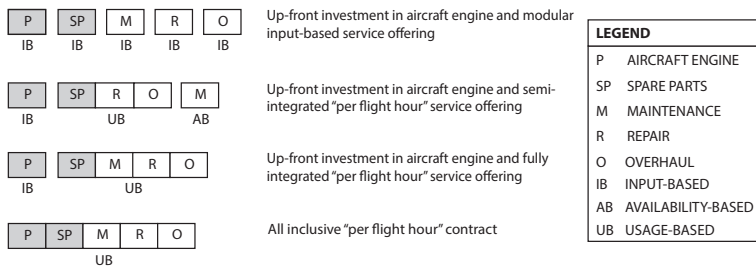 P SP M R O
IB IB IB IB IB
Up-front investment in aircraft engine and modular
input-based service offering
P SP R O M
IB UB AB
Up-front investment in aircraft engine and semi-
integrated “per flight hour” service offering
P SP M R O
IB UB
Up-front investment in aircraft engine and fully
integrated “per flight hour” service offering
P SP M R O
UB
All inclusive “per flight hour” contract
LEGEND
P AIRCRAFT ENGINE
SP SPARE PARTS
M MAINTENANCE
R REPAIR
O OVERHAUL
IB INPUT-BASED
AB AVAILABILITY-BASED
UB USAGE-BASED